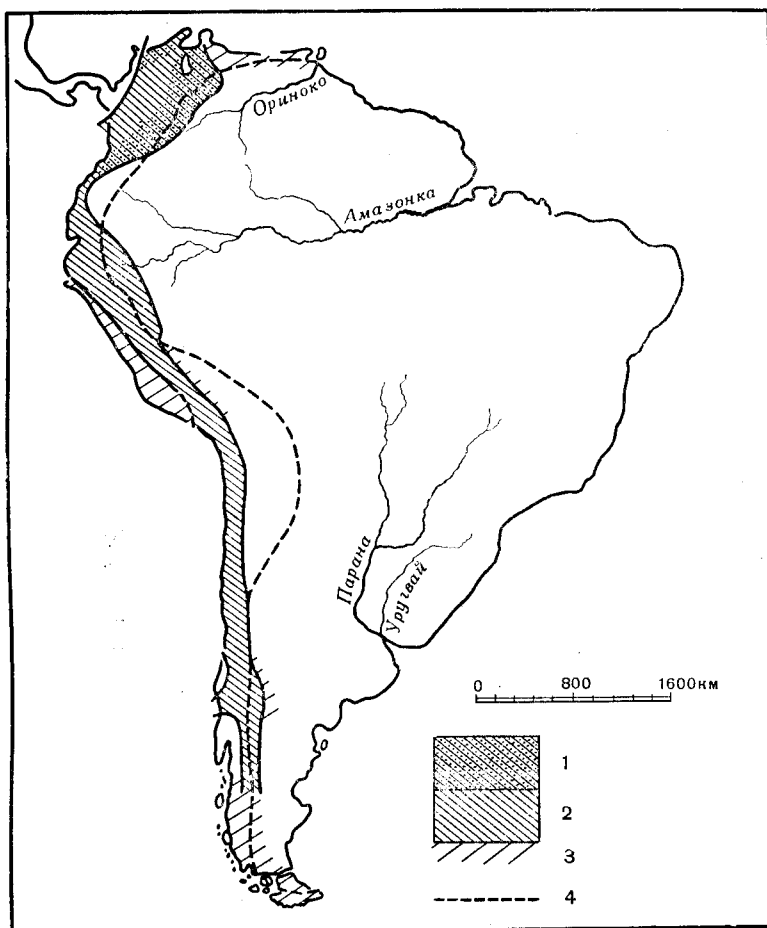 Ориноко
Амазонка
Парана
Уругвай
0 800 1600км
1
2
3
4